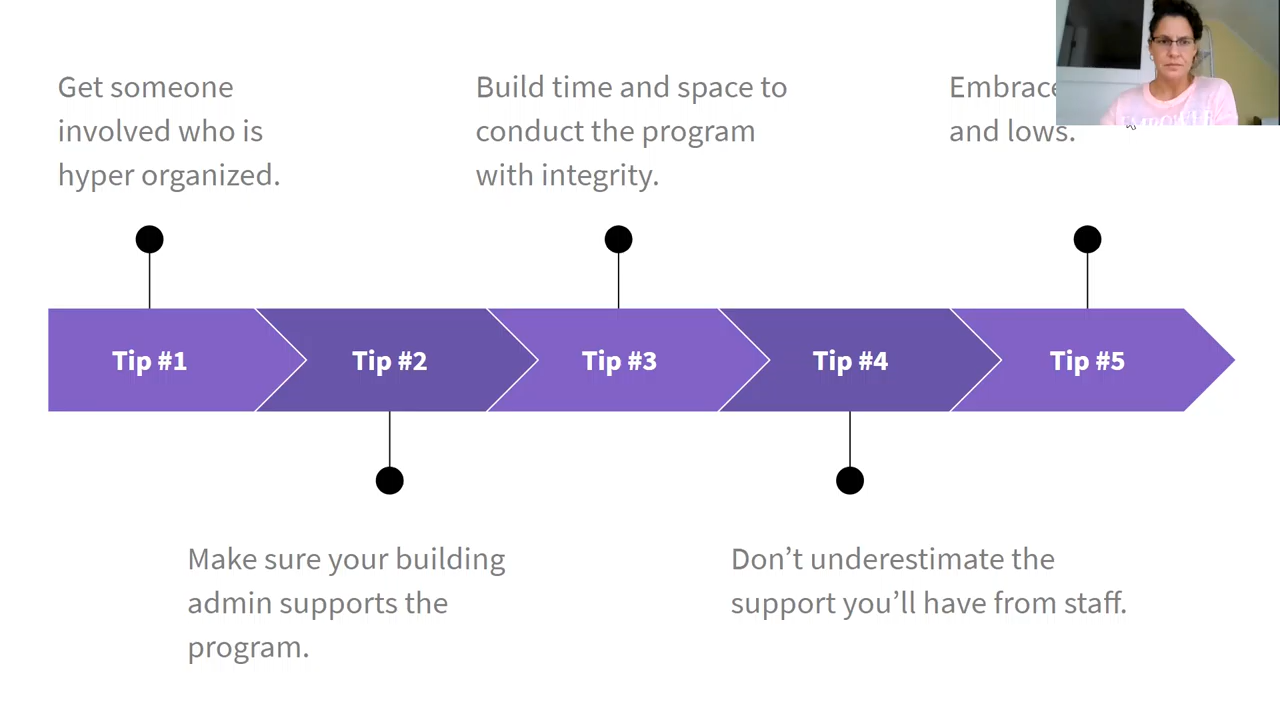 Get someone
involved who is
hyper organized.
Build time and space to
conduct the program
with integrity.
Embrace
and lows.
Tip #1
Tip #2
Tip #3
Tip #4
Tip #5
Make sure your building
admin supports the
program.
Don’t underestimate the
support you’ll have from staff.